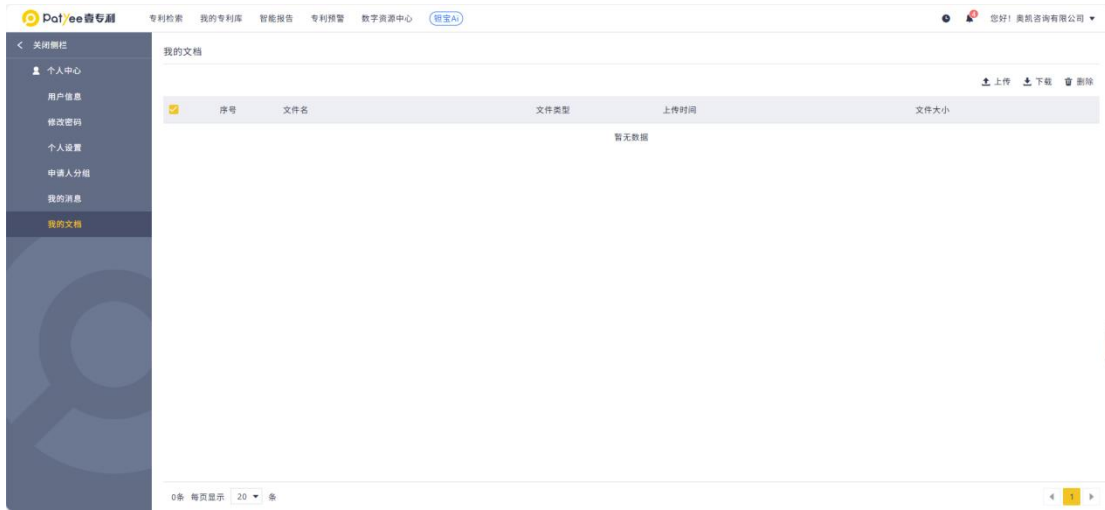 Patyee壹专利 专利检索 我的专利库 智能报告 专利预警 数字资源中心 银宝Ai 4 您好！奥凯咨询有限公司
关闭侧栏
我的文档
个人中心
上传 下载 删除
用户信息
序号 文件名 文件类型 上传时间 文件大小
修改密码
暂无数据
个人设置
申请人分组
我的消息
我的文档
0条 每页显示 20 条 1